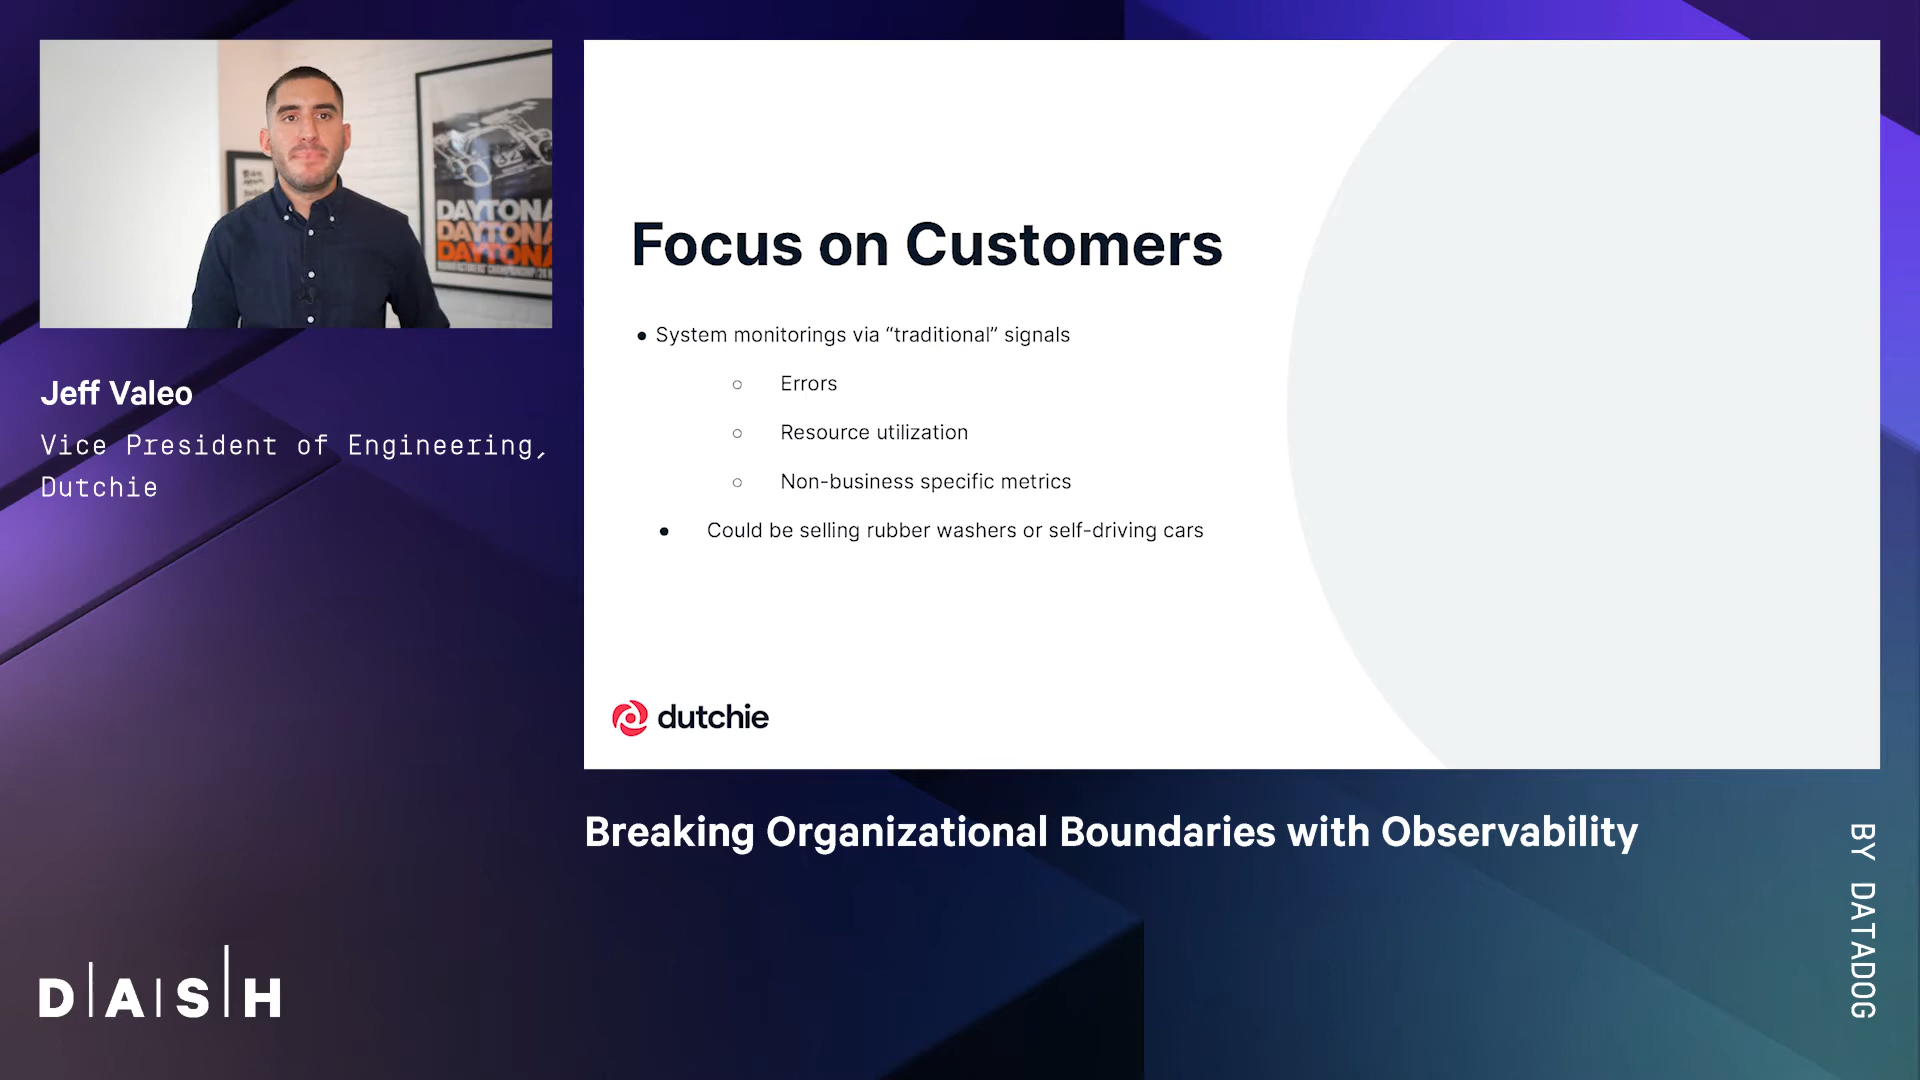 DAYTONA
DAYTONA
DAYTONA
Jeff Valeo
Vice President of Engineering,
Dutchie
Focus on Customers
• System monitorings via “traditional” signals
○ Errors
○ Resource utilization
○ Non-business specific metrics
• Could be selling rubber washers or self-driving cars
dutchie
Breaking Organizational Boundaries with Observability
D|A|S|H
BY DATADOG